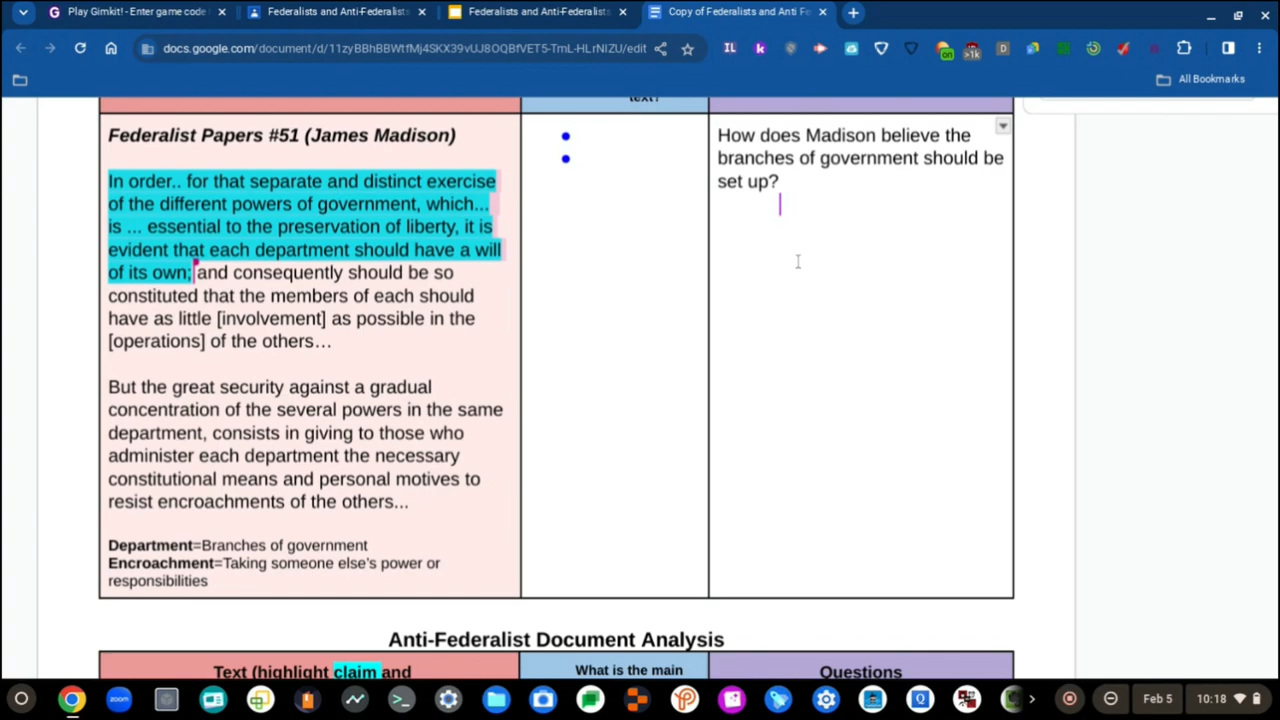 Play Gimkit! - Enter game code
Federalists and Anti-Federalists
Federalists and Anti-Federalists
Copy of Federalists and Anti Fe
docs.google.com/document/d/11zyBBhBBWtfMj4SKX39vUJ8OQBfVET5-TmL-HLrNIZU/edit
All Bookmarks
text?
Federalist Papers #51 (James Madison)
In order.. for that separate and distinct exercise
of the different powers of government, which...
is ... essential to the preservation of liberty, it is
evident that each department should have a will
of its own; and consequently should be so
constituted that the members of each should
have as little [involvement] as possible in the
[operations] of the others…
But the great security against a gradual
concentration of the several powers in the same
department, consists in giving to those who
administer each department the necessary
constitutional means and personal motives to
resist encroachments of the others...
Department=Branches of government
Encroachment=Taking someone else's power or
responsibilities
How does Madison believe the
branches of government should be
set up?
Anti-Federalist Document Analysis
Text (highlight claim and
What is the main
Questions
zoom
Feb 5
10:18